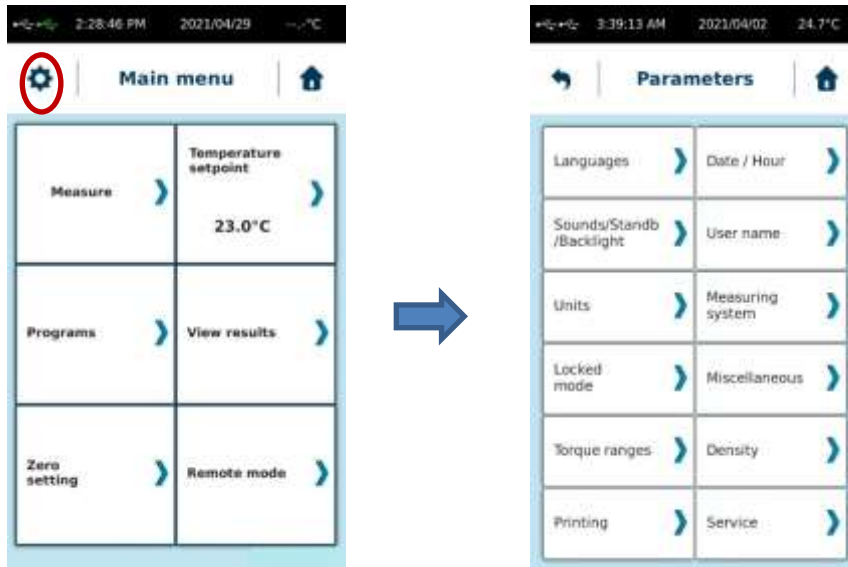 2:28:46 PM 2021/04/29 --.-°C
Main menu
Measure
Temperature
setpoint
23.0°C
Programs
View results
Zero
setting
Remote mode
3:39:13 AM 2021/04/02 24.7°C
Parameters
Languages
Date / Hour
Sounds/Standb
/Backlight
User name
Units
Measuring
system
Locked
mode
Miscellaneous
Torque ranges
Density
Printing
Service